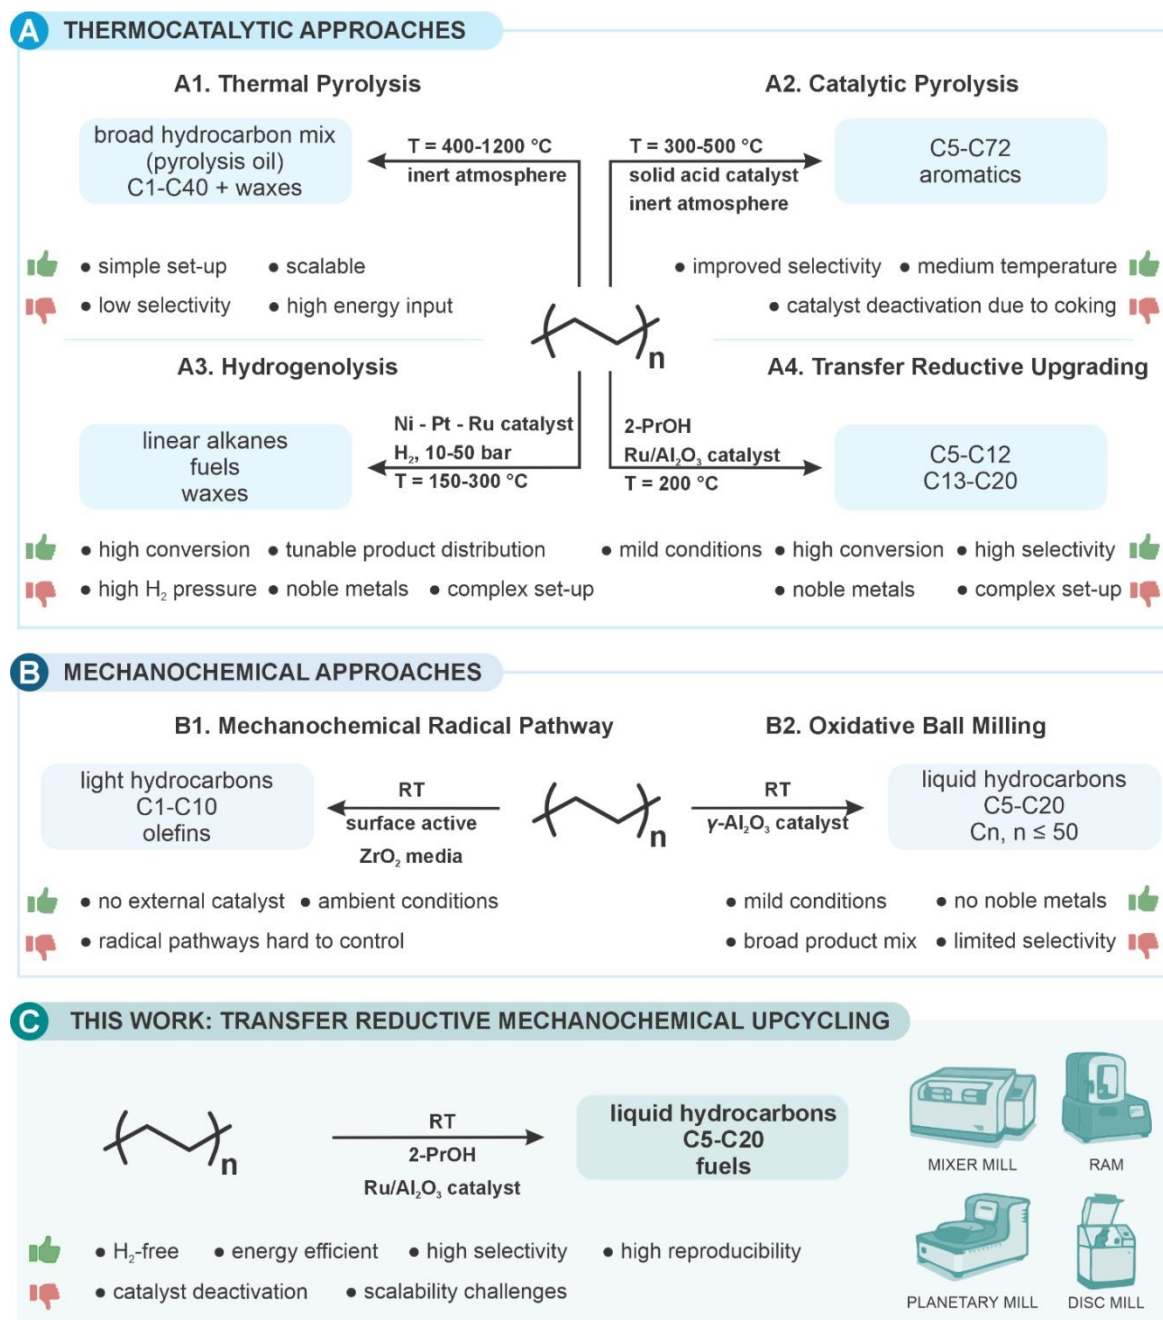 A THERMOCATALYTIC APPROACHES
A1. Thermal Pyrolysis
broad hydrocarbon mix
(pyrolysis oil)
C1-C40 + waxes
T = 400-1200 °C
inert atmosphere
● simple set-up ● scalable
● low selectivity ● high energy input
A2. Catalytic Pyrolysis
T = 300-500 °C
solid acid catalyst
inert atmosphere
C5-C72
aromatics
● improved selectivity ● medium temperature
● catalyst deactivation due to coking
n
A3. Hydrogenolysis
linear alkanes
fuels
waxes
Ni - Pt - Ru catalyst
H₂, 10-50 bar
T = 150-300 °C
● high conversion ● tunable product distribution
● high H₂ pressure ● noble metals ● complex set-up
A4. Transfer Reductive Upgrading
2-PrOH
Ru/Al₂O₃ catalyst
T = 200 °C
C5-C12
C13-C20
● mild conditions ● high conversion ● high selectivity
● noble metals ● complex set-up
B MECHANOCHEMICAL APPROACHES
B1. Mechanochemical Radical Pathway
light hydrocarbons
C1-C10
olefins
RT
surface active
ZrO₂ media
n
● no external catalyst ● ambient conditions
● radical pathways hard to control
B2. Oxidative Ball Milling
RT
γ-Al₂O₃ catalyst
liquid hydrocarbons
C5-C20
Cn, n ≤ 50
● mild conditions ● no noble metals
● broad product mix ● limited selectivity
C THIS WORK: TRANSFER REDUCTIVE MECHANOCHEMICAL UPCYCLING
n
RT
2-PrOH
Ru/Al₂O₃ catalyst
liquid hydrocarbons
C5-C20
fuels
● H₂-free ● energy efficient ● high selectivity ● high reproducibility
● catalyst deactivation ● scalability challenges
MIXER MILL
RAM
PLANETARY MILL
DISC MILL